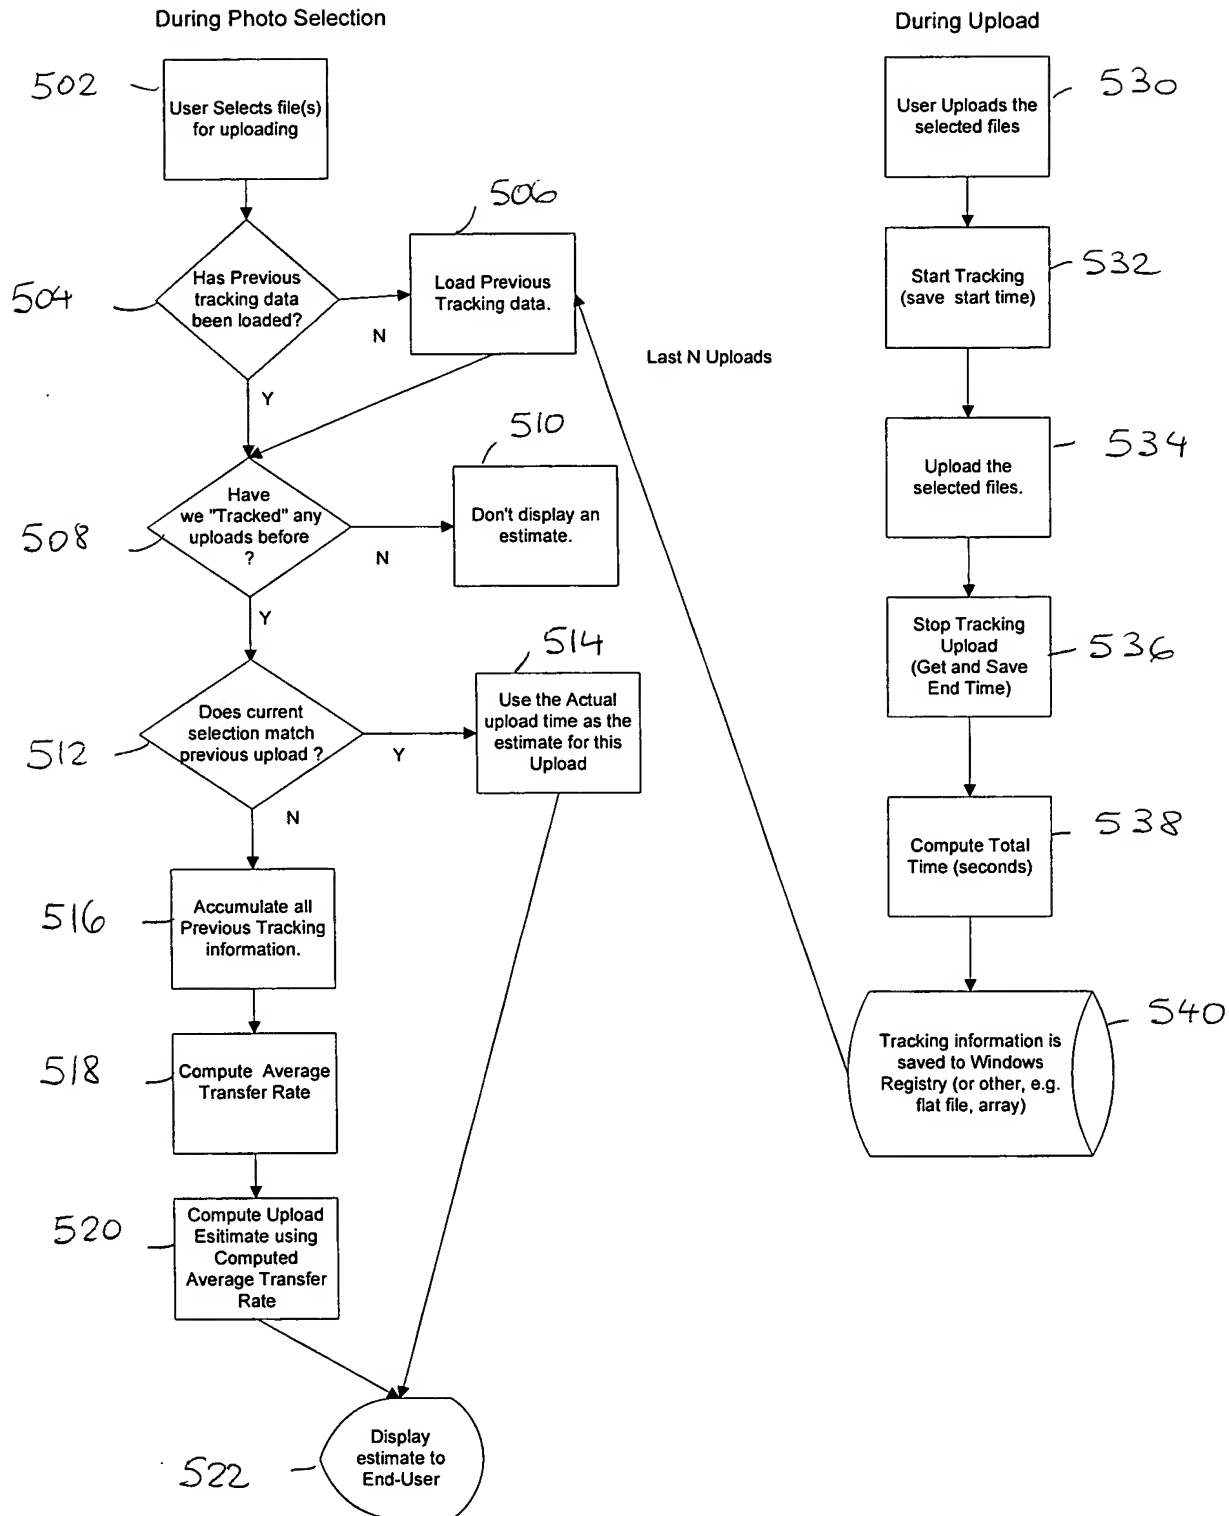 During Photo Selection
502
User Selects file(s)
for uploading
504
Has Previous
tracking data
been loaded?
N
Y
506
Load Previous
Tracking data.
508
Have
we "Tracked" any
uploads before
?
N
Y
510
Don't display an
estimate.
512
Does current
selection match
previous upload ?
Y
N
514
Use the Actual
upload time as the
estimate for this
Upload
516
Accumulate all
Previous Tracking
information.
518
Compute Average
Transfer Rate
520
Compute Upload
Esitimate using
Computed
Average Transfer
Rate
522
Display
estimate to
End-User
Last N Uploads
During Upload
530
User Uploads the
selected files
532
Start Tracking
(save start time)
534
Upload the
selected files.
536
Stop Tracking
Upload
(Get and Save
End Time)
538
Compute Total
Time (seconds)
540
Tracking information is
saved to Windows
Registry (or other, e.g.
flat file, array)